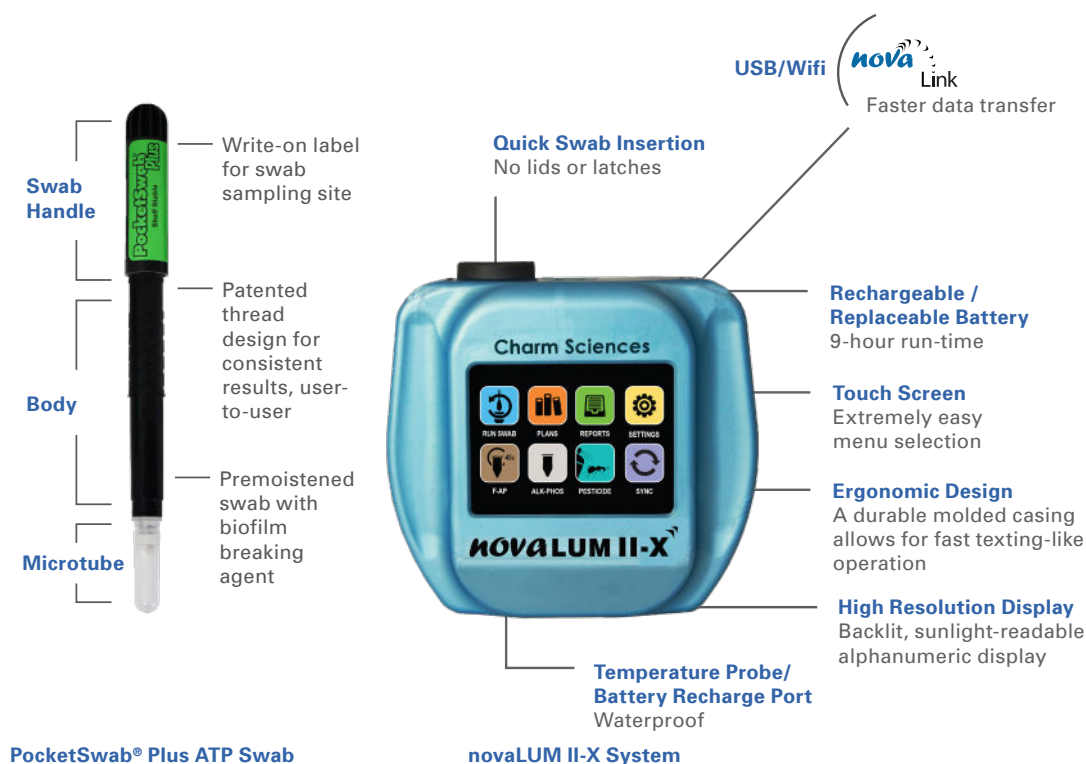 USB/Wifi
nova
Link
Faster data transfer
Quick Swab Insertion
No lids or latches
Swab
Handle
Write-on label
for swab
sampling site
PocketSwab® Plus
Shelf Stable
Patented
thread
design for
consistent
results, user-
to-user
Body
Premoistened
swab with
biofilm
breaking
agent
Microtube
Charm Sciences
RUN SWAB
PLANS
REPORTS
SETTINGS
45s
F-AP
ALK-PHOS
PESTICIDE
SYNC
novaLUM II-X
Rechargeable /
Replaceable Battery
9-hour run-time
Touch Screen
Extremely easy
menu selection
Ergonomic Design
A durable molded casing
allows for fast texting-like
operation
High Resolution Display
Backlit, sunlight-readable
alphanumeric display
Temperature Probe/
Battery Recharge Port
Waterproof
PocketSwab® Plus ATP Swab
novaLUM II-X System